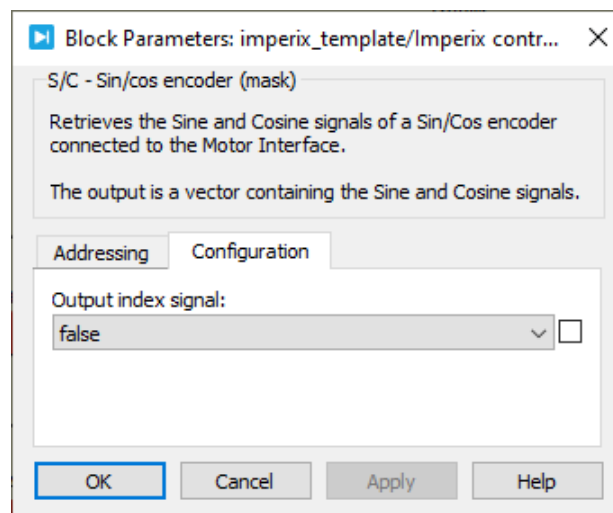 Block Parameters: imperix_template/Imperix contr...
S/C - Sin/cos encoder (mask)
Retrieves the Sine and Cosine signals of a Sin/Cos encoder
connected to the Motor Interface.
The output is a vector containing the Sine and Cosine signals.
Addressing Configuration
Output index signal:
false
OK Cancel Apply Help